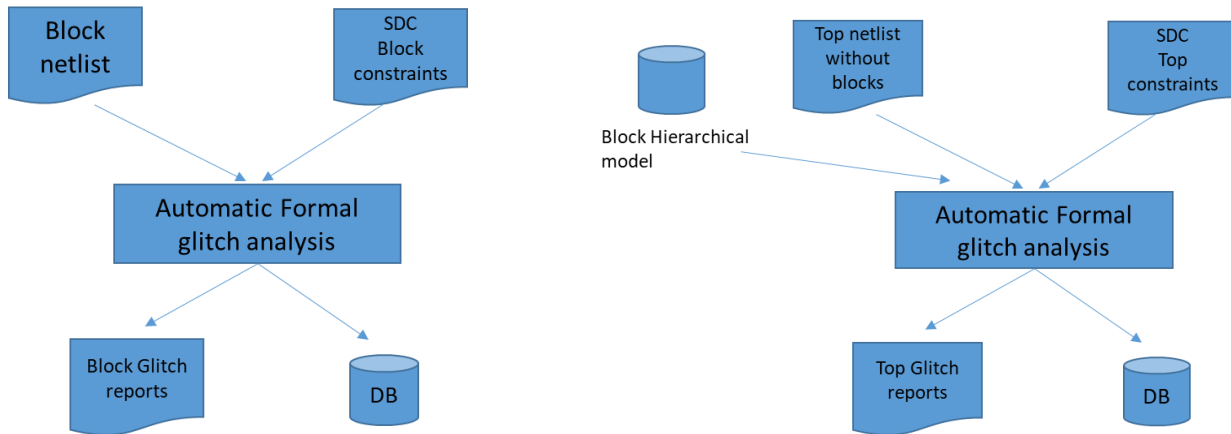 Block
netlist
SDC
Block
constraints
Automatic Formal
glitch analysis
Block Glitch
reports
DB
Top netlist
without
blocks
SDC
Top
constraints
Block Hierarchical
model
Automatic Formal
glitch analysis
Top Glitch
reports
DB